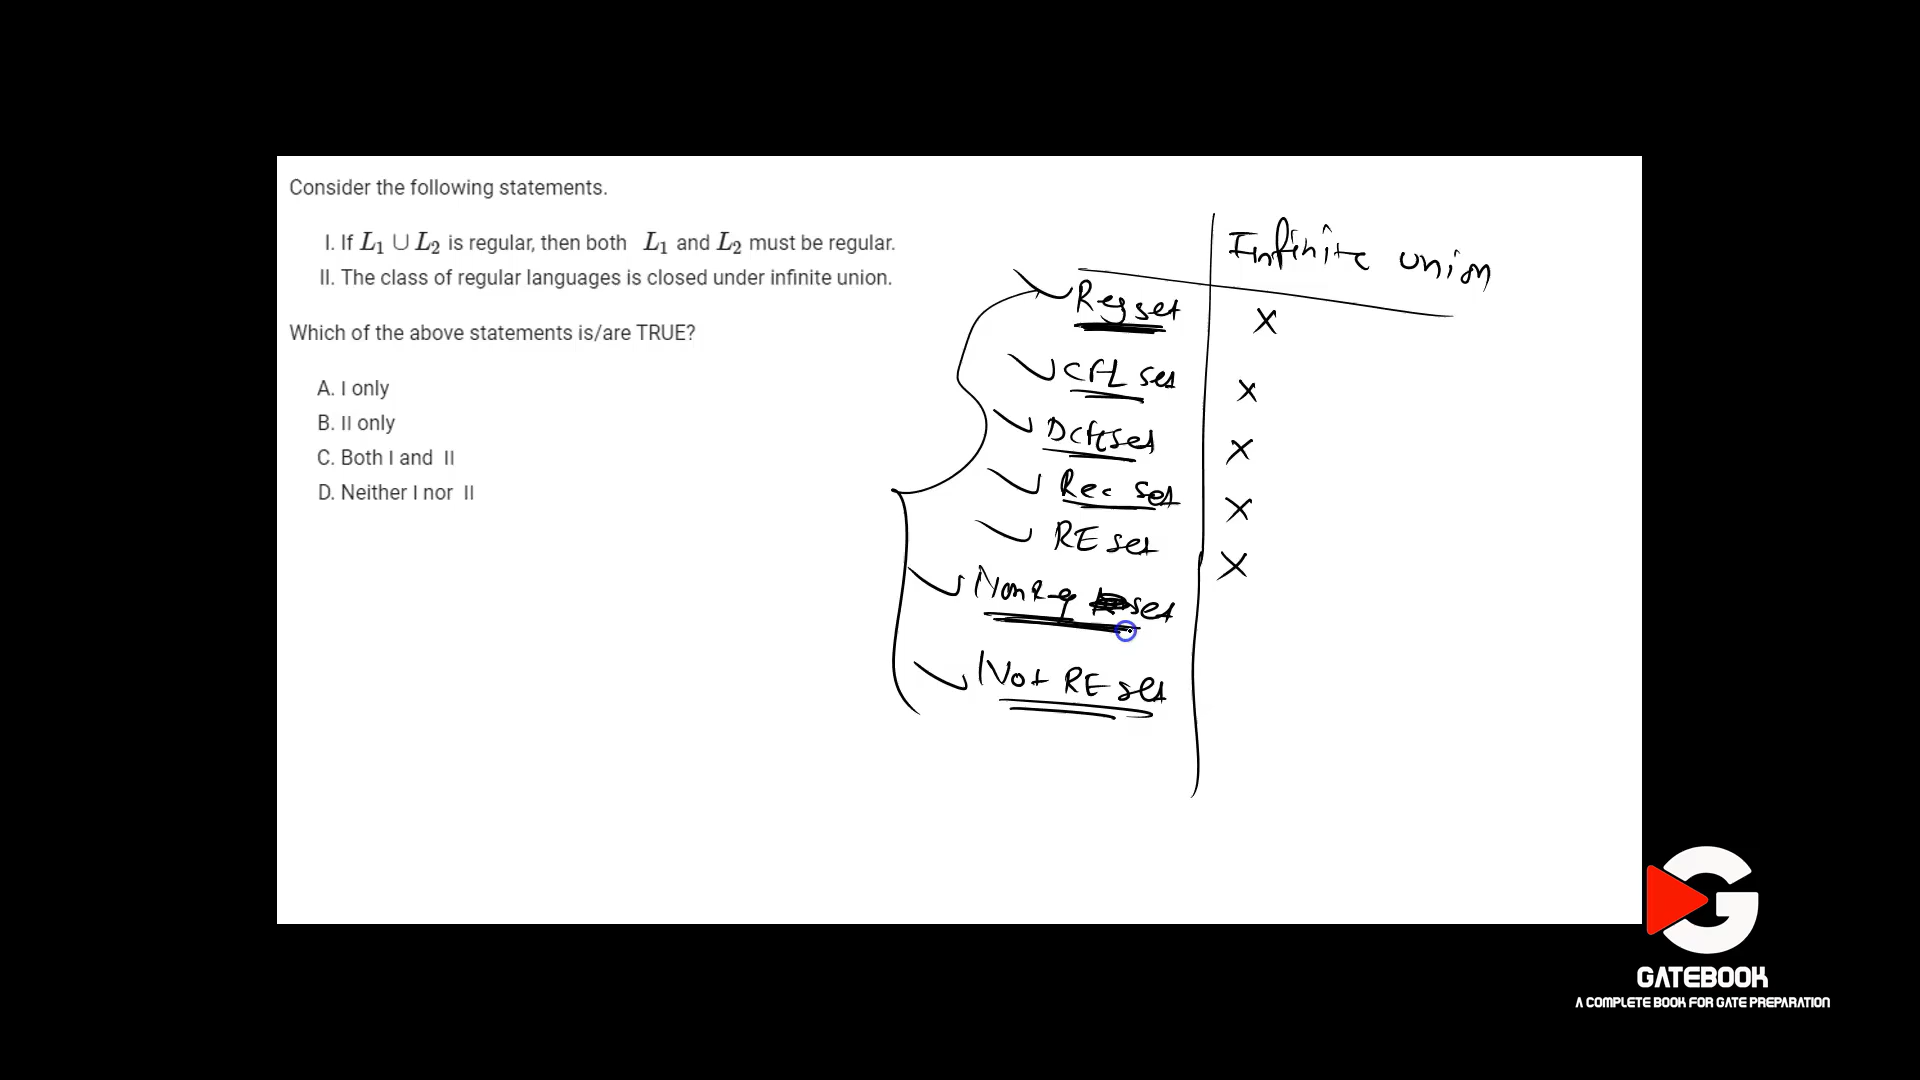 Consider the following statements.
I. If L₁ ∪ L₂ is regular, then both L₁ and L₂ must be regular.
II. The class of regular languages is closed under infinite union.
Which of the above statements is/are TRUE?
A. I only
B. II only
C. Both I and II
D. Neither I nor II
Infinite union
Reg set X
CFL set X
DCFL set X
Rec set X
RE set X
Non Reg set
Not RE set
GATEBOOK
A COMPLETE BOOK FOR GATE PREPARATION